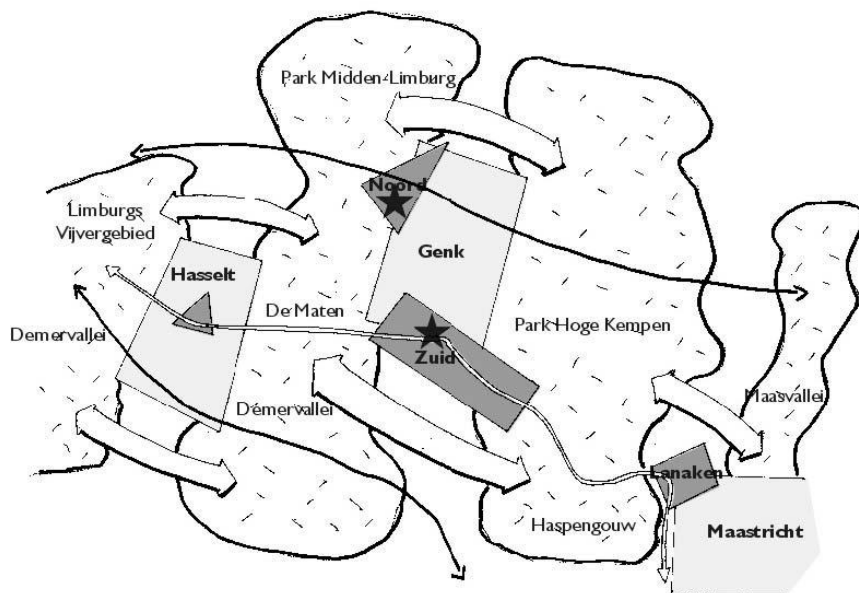 Park Midden-Limburg
Noord
Limburgs
Vijvergebied
Genk
Hasselt
De Maten
Park Hoge Kempen
Demervallei
Zuid
Maasvallei
Demervallei
Lanaken
Haspengouw
Maastricht